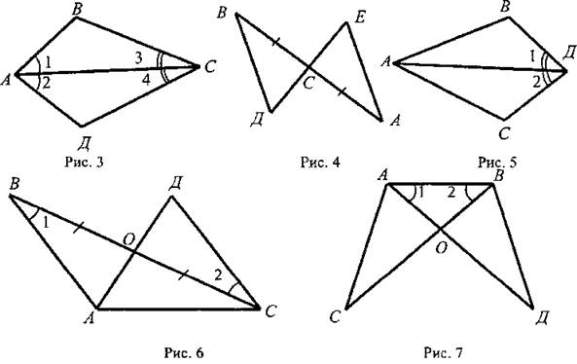 В
А
1
2
3
4
С
Д
Рис. 3
В
Е
С
Д
А
Рис. 4
В
А
1
2
Д
С
Рис. 5
В
1
Д
О
2
А
С
Рис. 6
А
1
2
В
О
С
Д
Рис. 7